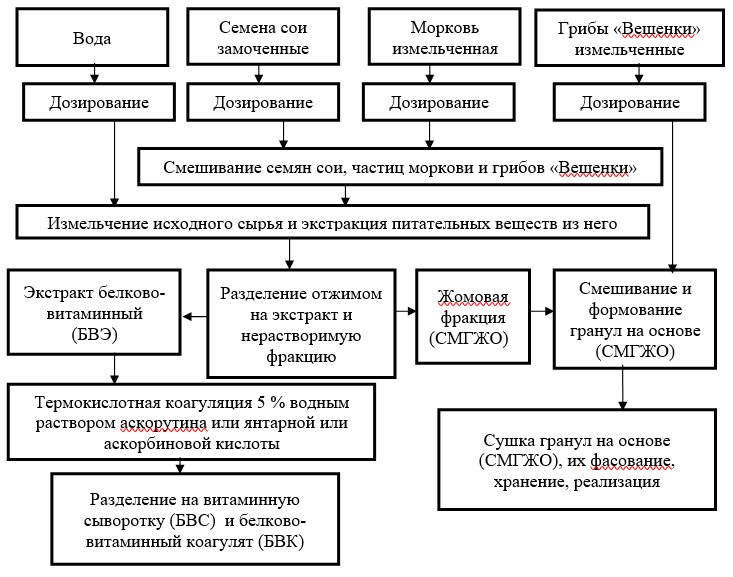 Вода
Семена сои
замоченные
Морковь
измельченная
Грибы «Вешенки»
измельченные
Дозирование
Дозирование
Дозирование
Дозирование
Смешивание семян сои, частиц моркови и грибов «Вешенки»
Измельчение исходного сырья и экстракция питательных веществ из него
Экстракт белково-
витаминный
(БВЭ)
Разделение отжимом
на экстракт и
нерастворимую
фракцию
Жомовая
фракция
(СМГЖО)
Смешивание и
формование
гранул на основе
(СМГЖО)
Термокислотная коагуляция 5 % водным
раствором аскорутина или янтарной или
аскорбиновой кислоты
Сушка гранул на основе
(СМГЖО), их фасование,
хранение, реализация
Разделение на витаминную
сыворотку (БВС) и белково-
витаминный коагулят (БВК)